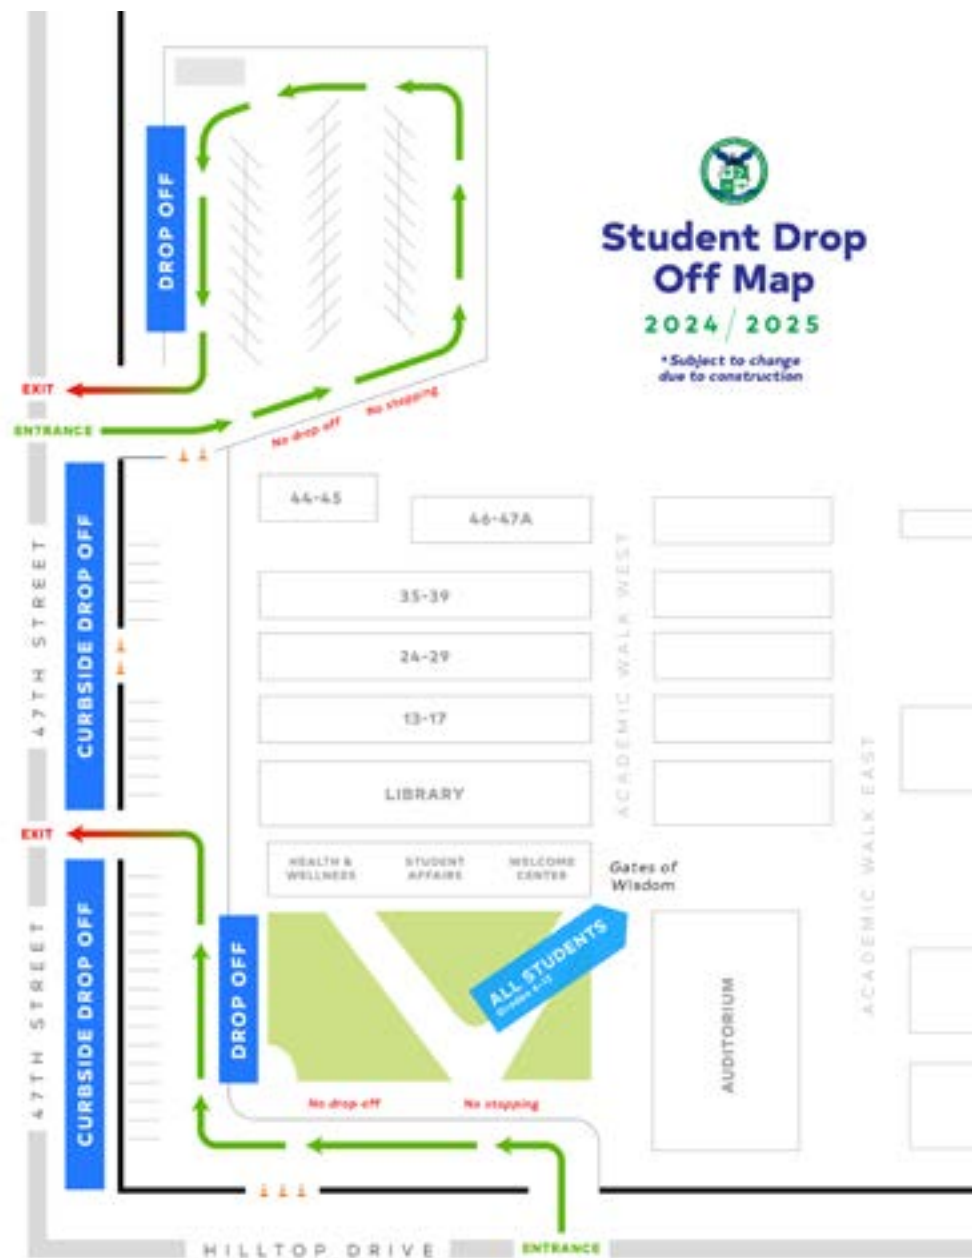 Student Drop
Off Map
2024/2025
*Subject to change
due to construction
DROP OFF
EXIT
ENTRANCE
No drop off
No stopping
CURBSIDE DROP OFF
47TH STREET
44-45
46-47A
35-39
24-29
13-17
LIBRARY
ACADEMIC WALK WEST
ACADEMIC WALK EAST
EXIT
HEALTH &
WELLNESS
STUDENT
AFFAIRS
WELCOME
CENTER
Gates of
Wisdom
47TH STREET
CURBSIDE DROP OFF
DROP OFF
ALL STUDENTS
AUDITORIUM
No drop off
No stopping
HILLTOP DRIVE
ENTRANCE